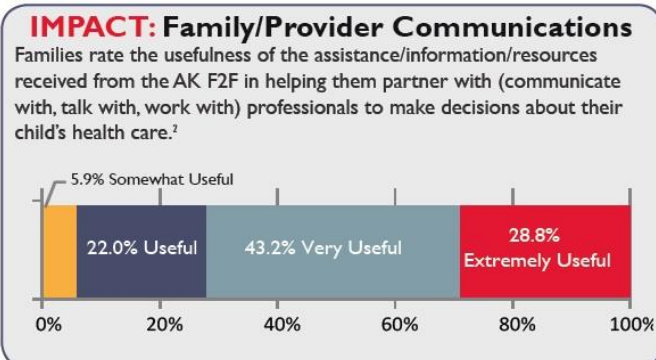 IMPACT: Family/Provider Communications
Families rate the usefulness of the assistance/information/resources
received from the AK F2F in helping them partner with (communicate
with, talk with, work with) professionals to make decisions about their
child's health care.²
5.9% Somewhat Useful
22.0% Useful
43.2% Very Useful
28.8%
Extremely Useful
0% 20% 40% 60% 80% 100%